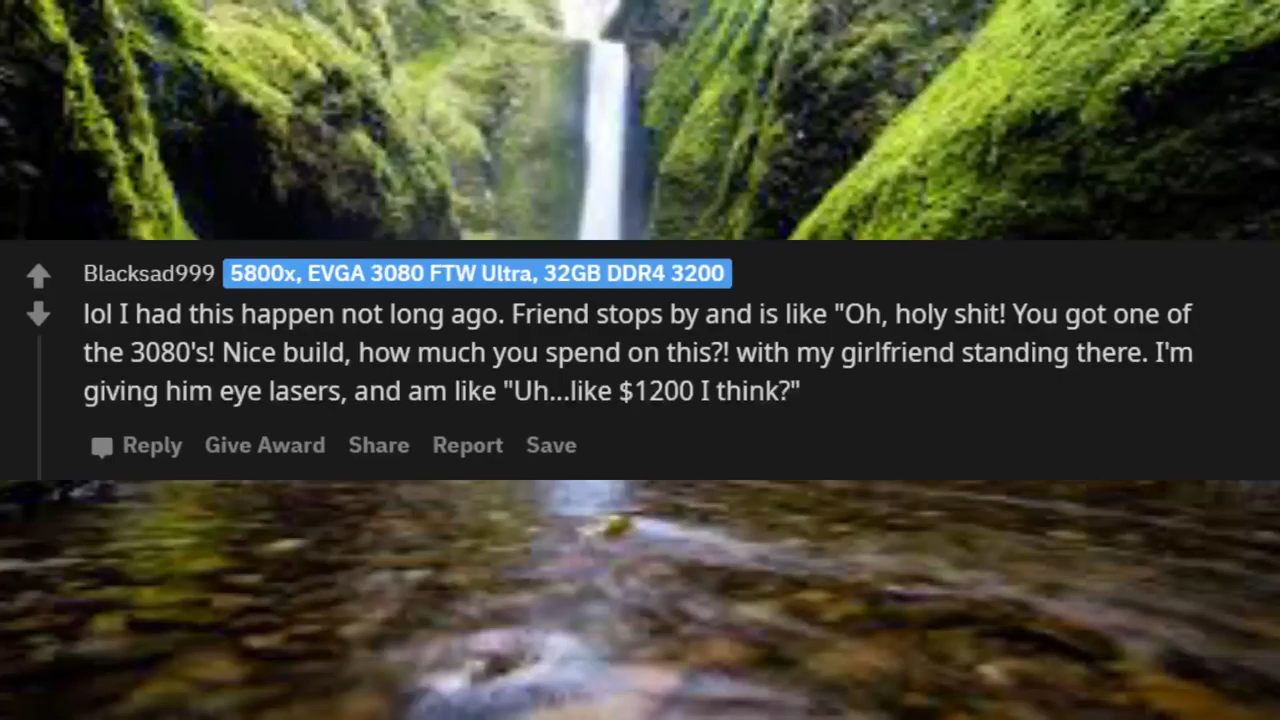 Blacksad999 5800x, EVGA 3080 FTW Ultra, 32GB DDR4 3200
lol I had this happen not long ago. Friend stops by and is like "Oh, holy shit! You got one of
the 3080's! Nice build, how much you spend on this?! with my girlfriend standing there. I'm
giving him eye lasers, and am like "Uh...like $1200 I think?"
Reply Give Award Share Report Save